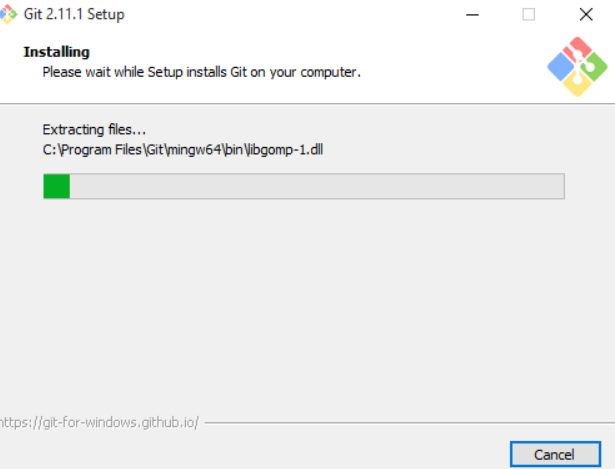 Git 2.11.1 Setup
Installing
Please wait while Setup installs Git on your computer.
Extracting files...
C:\Program Files\Git\mingw64\bin\libgomp-1.dll
https://git-for-windows.github.io/
Cancel